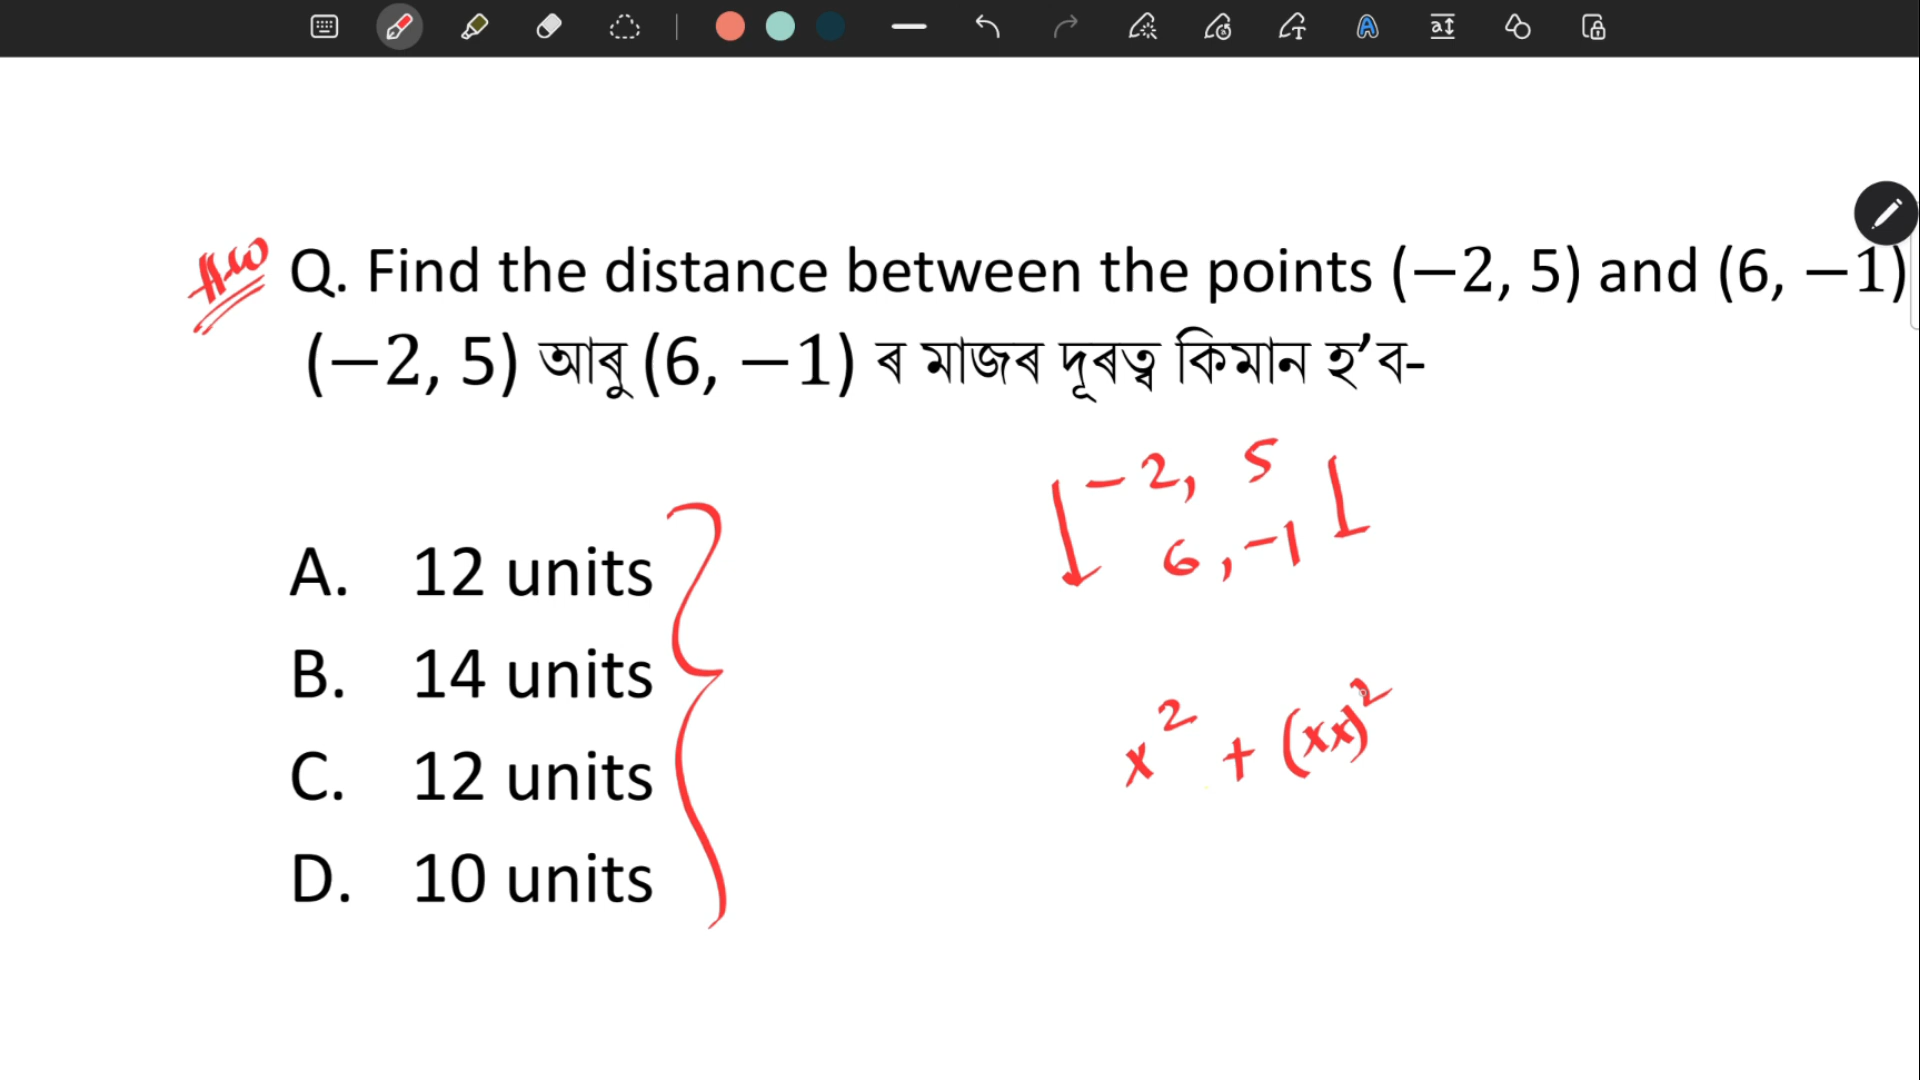 H.W Q. Find the distance between the points (−2, 5) and (6, −1)
(−2, 5) আৰু (6, −1) ৰ মাজৰ দূৰত্ব কিমান হ’ব-
[-2, 5
6, -1]
A. 12 units
B. 14 units
C. 12 units
D. 10 units
x² + (xx)²